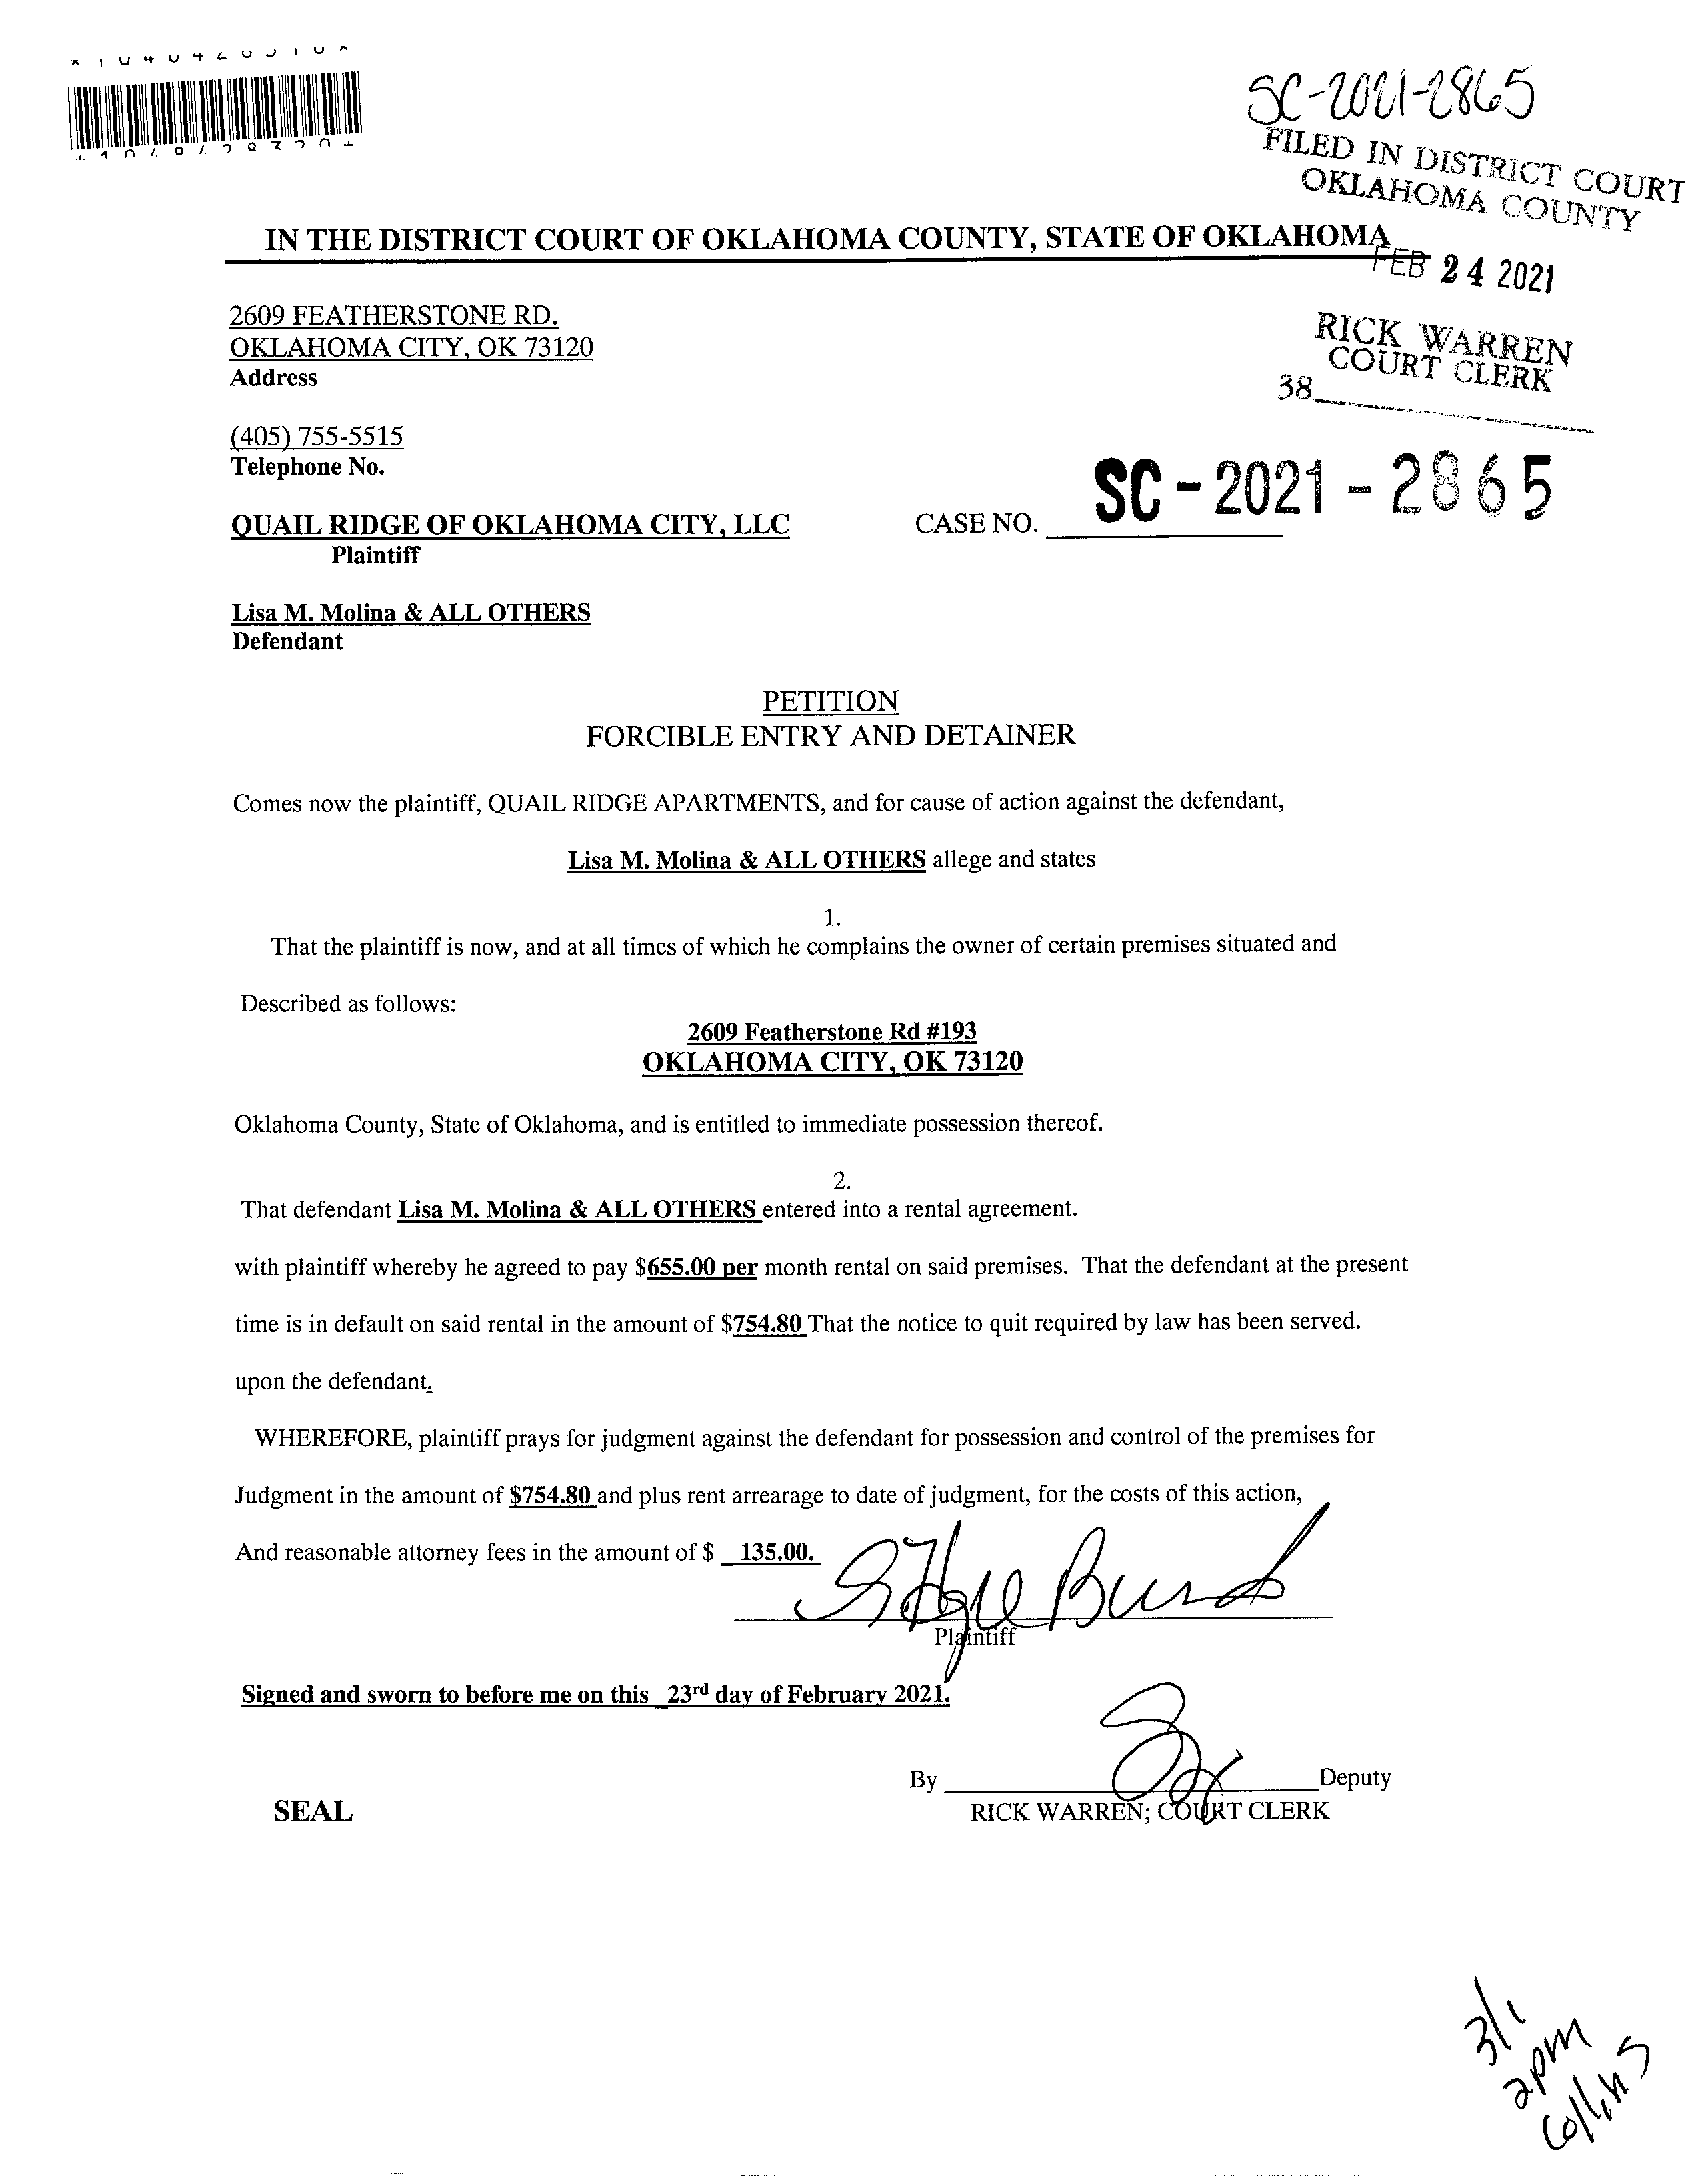 SC-2021-2865
FILED IN DISTRICT COURT
OKLAHOMA COUNTY
IN THE DISTRICT COURT OF OKLAHOMA COUNTY, STATE OF OKLAHOMA
FEB 24 2021
2609 FEATHERSTONE RD.
OKLAHOMA CITY, OK 73120
Address
RICK WARREN
COURT CLERK
38
(405) 755-5515
Telephone No.
SC - 2021 - 2865
QUAIL RIDGE OF OKLAHOMA CITY, LLC CASE NO.
Plaintiff
Lisa M. Molina & ALL OTHERS
Defendant
PETITION
FORCIBLE ENTRY AND DETAINER
Comes now the plaintiff, QUAIL RIDGE APARTMENTS, and for cause of action against the defendant,
Lisa M. Molina & ALL OTHERS allege and states
1.
That the plaintiff is now, and at all times of which he complains the owner of certain premises situated and
Described as follows:
2609 Featherstone Rd #193
OKLAHOMA CITY, OK 73120
Oklahoma County, State of Oklahoma, and is entitled to immediate possession thereof.
2.
That defendant Lisa M. Molina & ALL OTHERS entered into a rental agreement.
with plaintiff whereby he agreed to pay $655.00 per month rental on said premises. That the defendant at the present
time is in default on said rental in the amount of $754.80 That the notice to quit required by law has been served.
upon the defendant.
WHEREFORE, plaintiff prays for judgment against the defendant for possession and control of the premises for
Judgment in the amount of $754.80 and plus rent arrearage to date of judgment, for the costs of this action,
And reasonable attorney fees in the amount of $ 135.00.
Plaintiff
Signed and sworn to before me on this 23rd day of February 2021.
By Deputy
SEAL
RICK WARREN; COURT CLERK
3/1
2pm
Collins